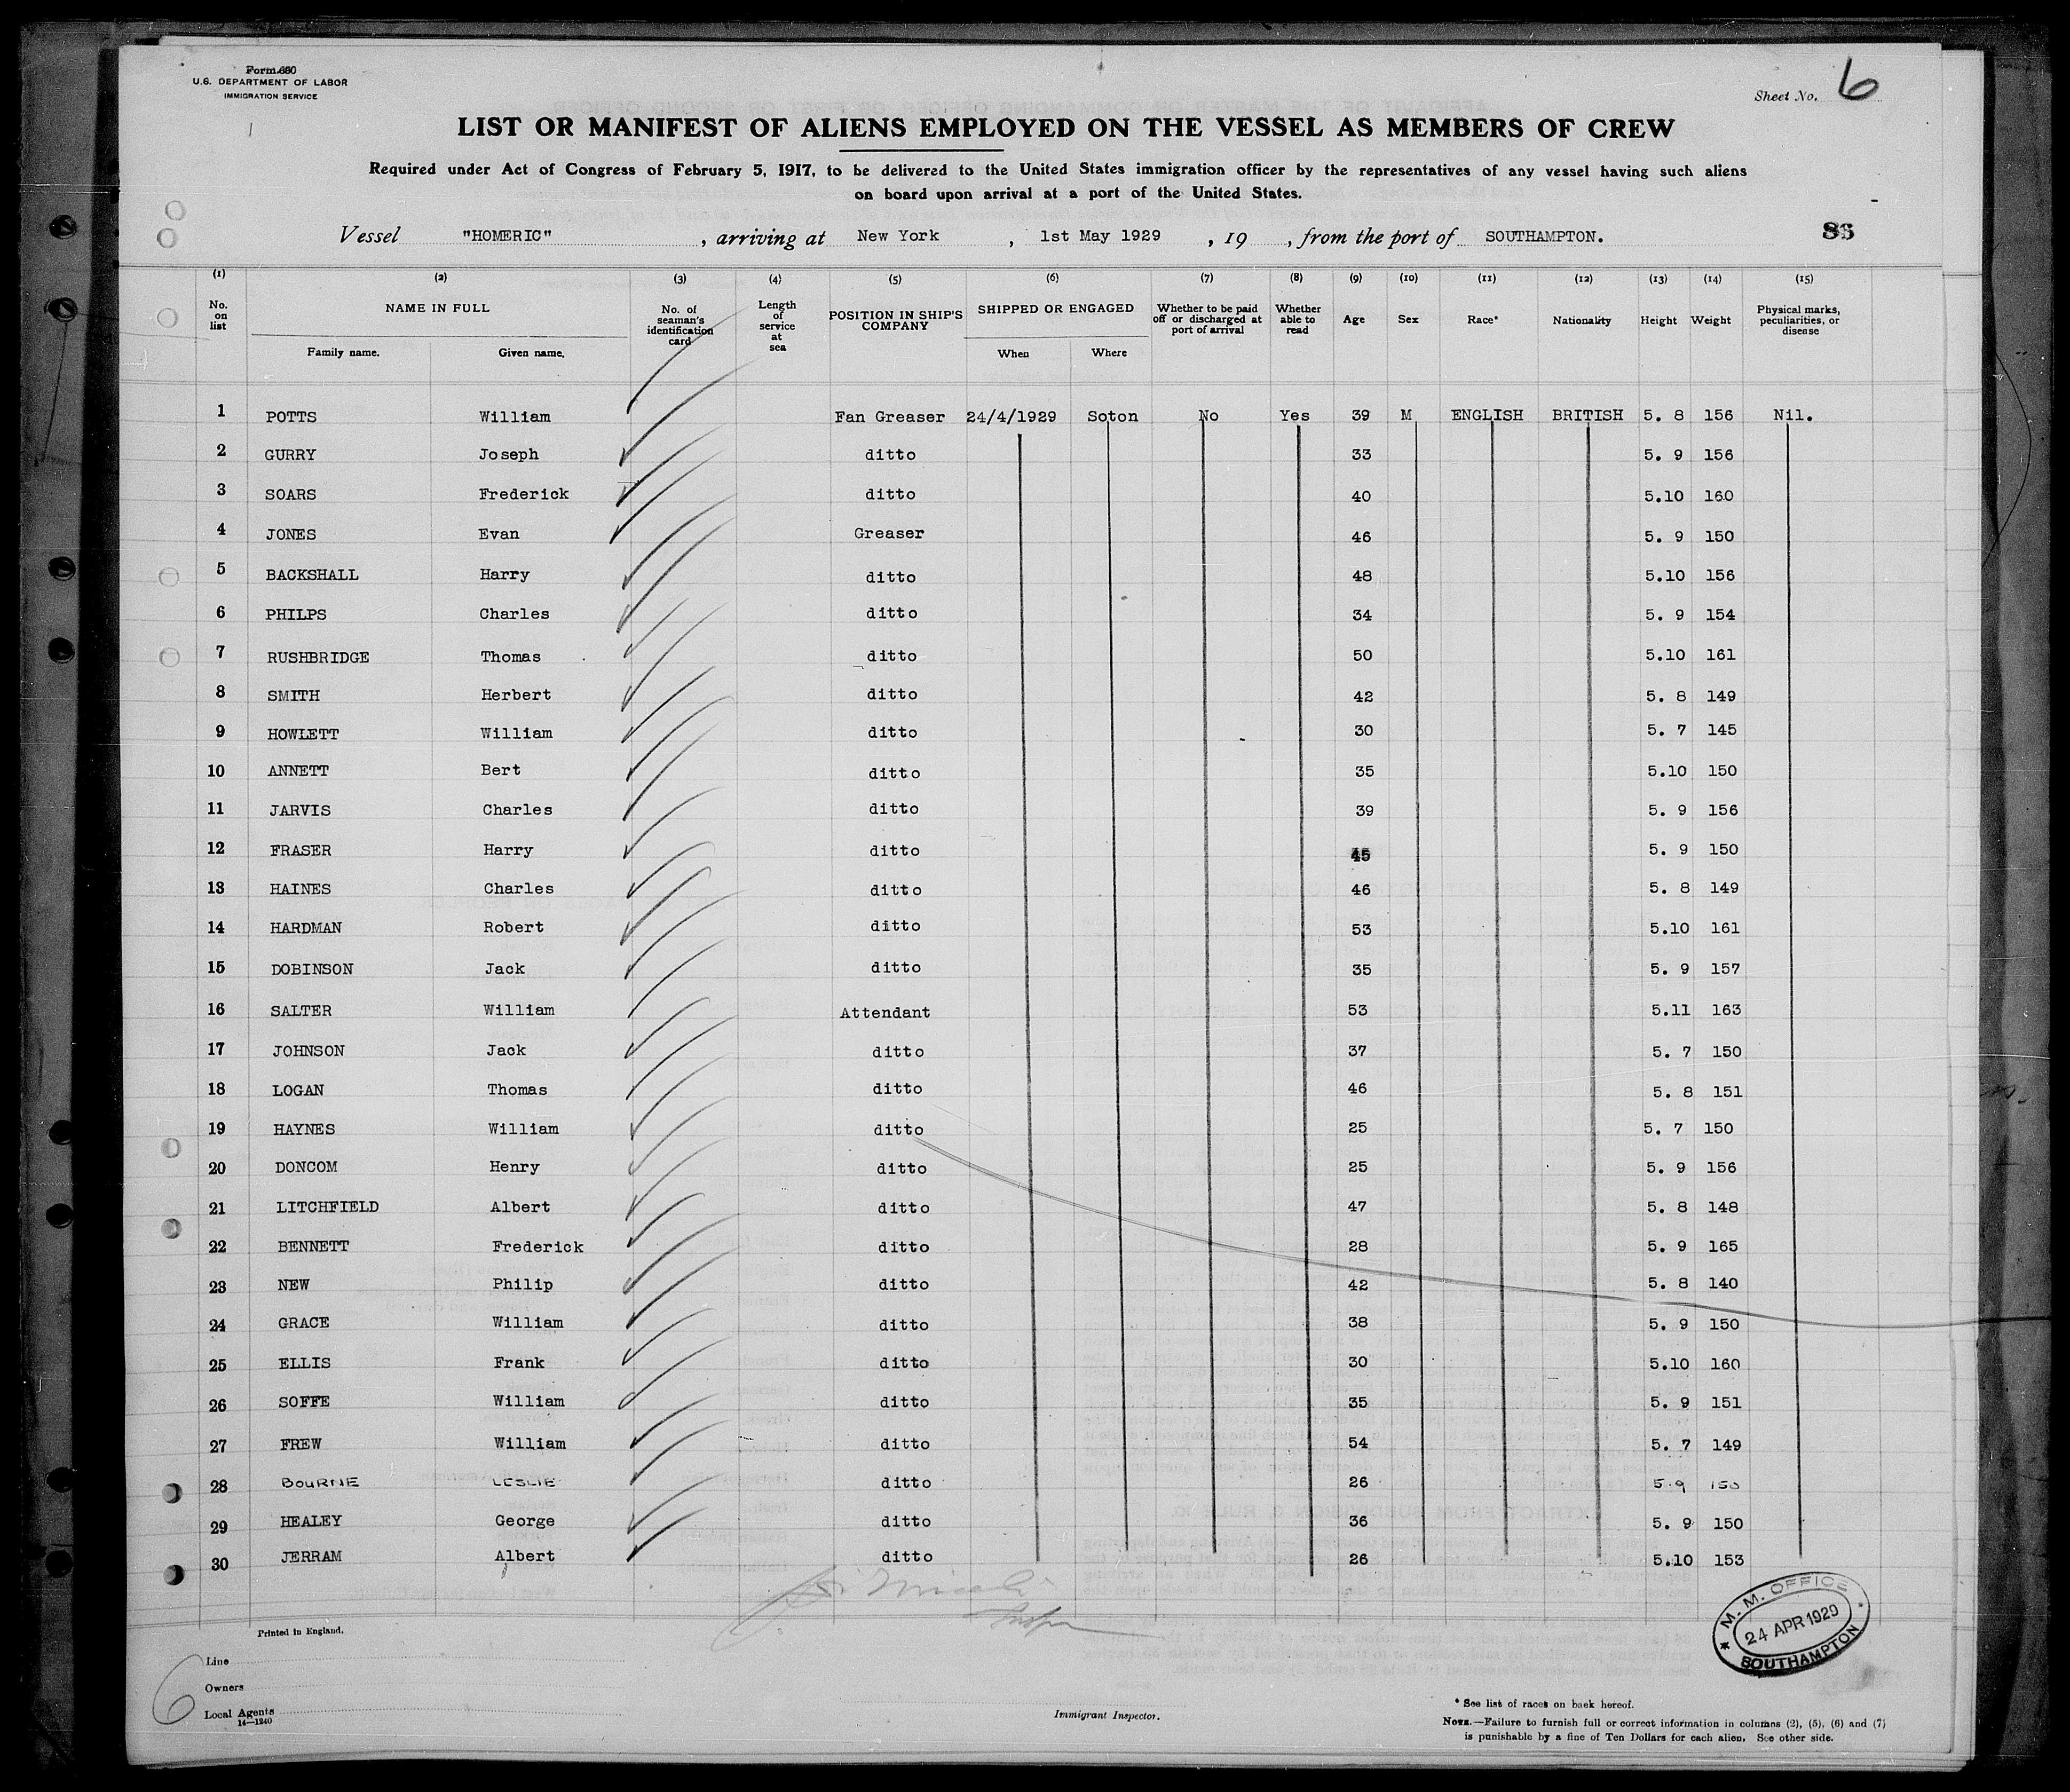 Form 680
U.S. DEPARTMENT OF LABOR
IMMIGRATION SERVICE
Sheet No. 6
LIST OR MANIFEST OF ALIENS EMPLOYED ON THE VESSEL AS MEMBERS OF CREW
Required under Act of Congress of February 5, 1917, to be delivered to the United States immigration officer by the representatives of any vessel having such aliens
on board upon arrival at a port of the United States.
Vessel "HOMERIC", arriving at New York, 1st May 1929, 19 , from the port of SOUTHAMPTON. 86
(1) (2) (3) (4) (5) (6) (7) (8) (9) (10) (11) (12) (13) (14) (15)
No. on list NAME IN FULL Family name. Given name. No. of seaman's identification card Length of service at sea POSITION IN SHIP'S COMPANY SHIPPED OR ENGAGED When Where Whether to be paid off or discharged at port of arrival Whether able to read Age Sex Race* Nationality Height Weight Physical marks, peculiarities, or disease
1 POTTS William Fan Greaser 24/4/1929 Soton No Yes 39 M ENGLISH BRITISH 5. 8 156 Nil.
2 GURRY Joseph ditto 33 5. 9 156
3 SOARS Frederick ditto 40 5.10 160
4 JONES Evan Greaser 46 5. 9 150
5 BACKSHALL Harry ditto 48 5.10 156
6 PHILPS Charles ditto 34 5. 9 154
7 RUSHBRIDGE Thomas ditto 50 5.10 161
8 SMITH Herbert ditto 42 5. 8 149
9 HOWLETT William ditto 30 5. 7 145
10 ANNETT Bert ditto 35 5.10 150
11 JARVIS Charles ditto 39 5. 9 156
12 FRASER Harry ditto 45 5. 9 150
13 HAINES Charles ditto 46 5. 8 149
14 HARDMAN Robert ditto 53 5.10 161
15 DOBINSON Jack ditto 35 5. 9 157
16 SALTER William Attendant 53 5.11 163
17 JOHNSON Jack ditto 37 5. 7 150
18 LOGAN Thomas ditto 46 5. 8 151
19 HAYNES William ditto 25 5. 7 150
20 DONCOM Henry ditto 25 5. 9 156
21 LITCHFIELD Albert ditto 47 5. 8 148
22 BENNETT Frederick ditto 28 5. 9 165
23 NEW Philip ditto 42 5. 8 140
24 GRACE William ditto 38 5. 9 150
25 ELLIS Frank ditto 30 5.10 160
26 SOFFE William ditto 35 5. 9 151
27 FREW William ditto 54 5. 7 149
28 BOURNE LESLIE ditto 26 5.9
29 HEALEY George ditto 36 5. 9 150
30 JERRAM Albert ditto 26 5.10 153
M. M. OFFICE
24 APR 1929
SOUTHAMPTON
Printed in England.
6
Line
Owners
Local Agents
14—1240
Immigrant Inspector.
* See list of races on back hereof.
NOTE.—Failure to furnish full or correct information in columns (2), (5), (6) and (7)
is punishable by a fine of Ten Dollars for each alien. See other side.